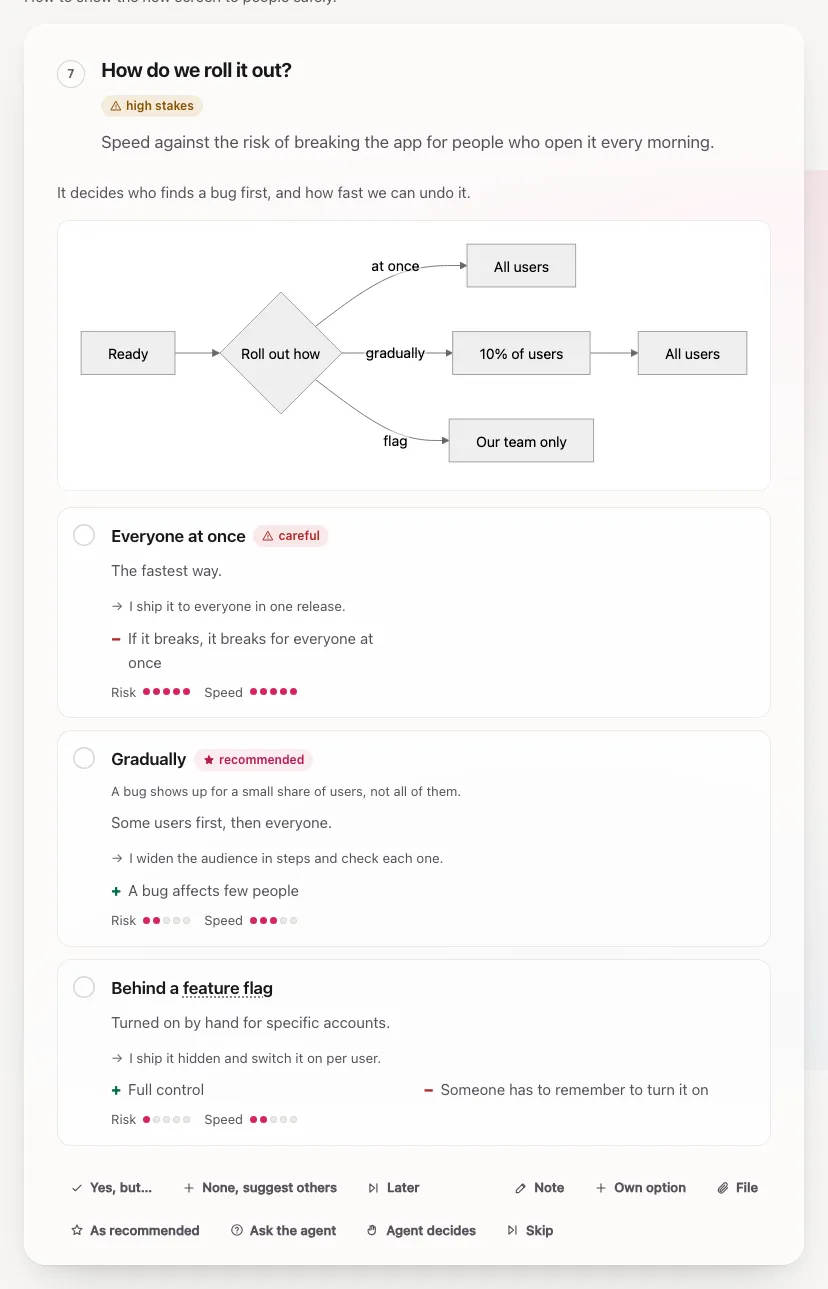 7
How do we roll it out?
high stakes
Speed against the risk of breaking the app for people who open it every morning.
It decides who finds a bug first, and how fast we can undo it.
at once
All users
Ready
Roll out how
gradually
10% of users
All users
flag
Our team only
Everyone at once
careful
The fastest way.
→ I ship it to everyone in one release.
− If it breaks, it breaks for everyone at
once
Risk
Speed
Gradually
recommended
A bug shows up for a small share of users, not all of them.
Some users first, then everyone.
→ I widen the audience in steps and check each one.
+ A bug affects few people
Risk
Speed
Behind a feature flag
Turned on by hand for specific accounts.
→ I ship it hidden and switch it on per user.
+ Full control
− Someone has to remember to turn it on
Risk
Speed
Yes, but...
None, suggest others
Later
Note
Own option
File
As recommended
Ask the agent
Agent decides
Skip